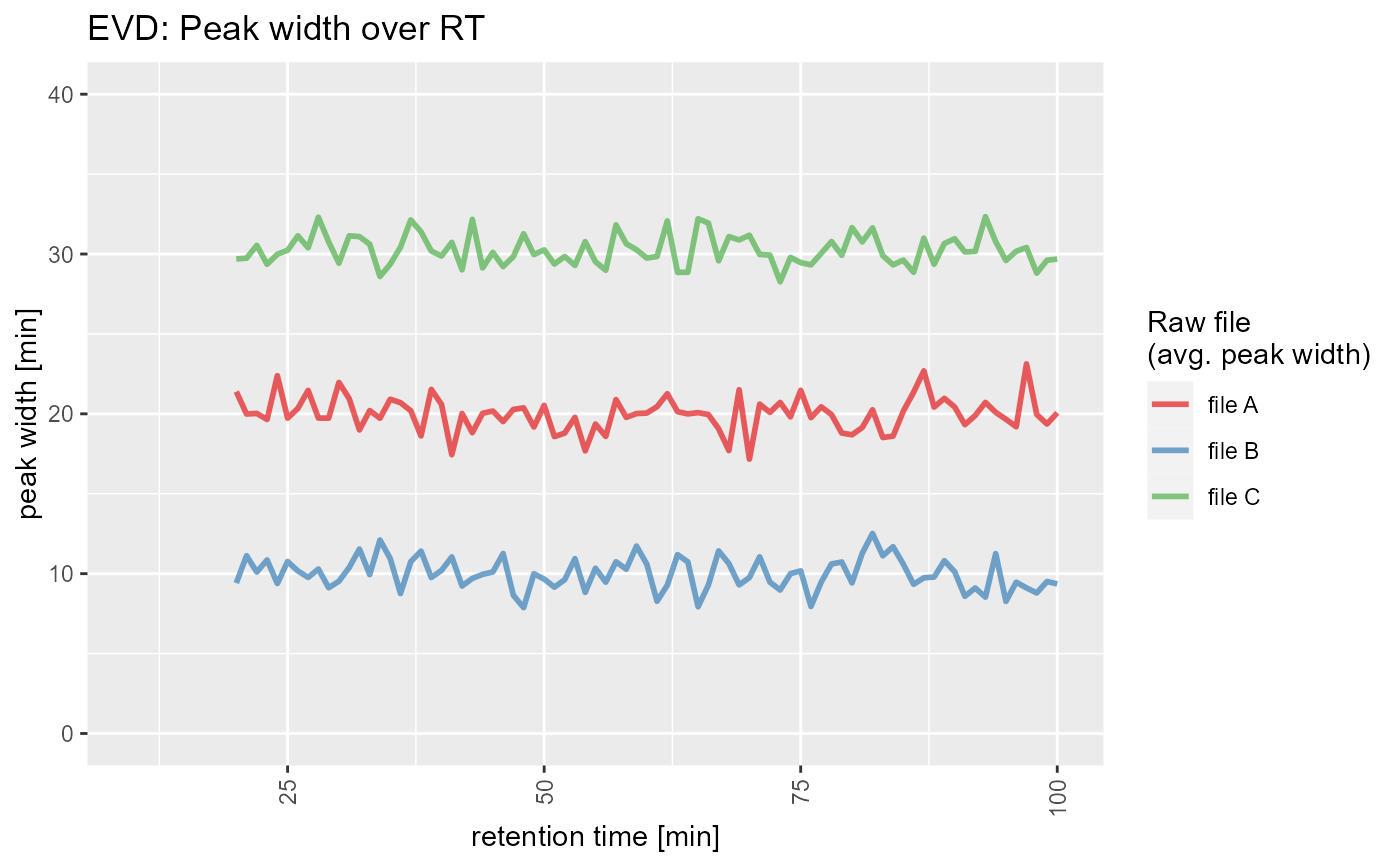 EVD: Peak width over RT
40
30
20
10
0
peak width [min]
25
50
75
100
retention time [min]
Raw file
(avg. peak width)
file A
file B
file C